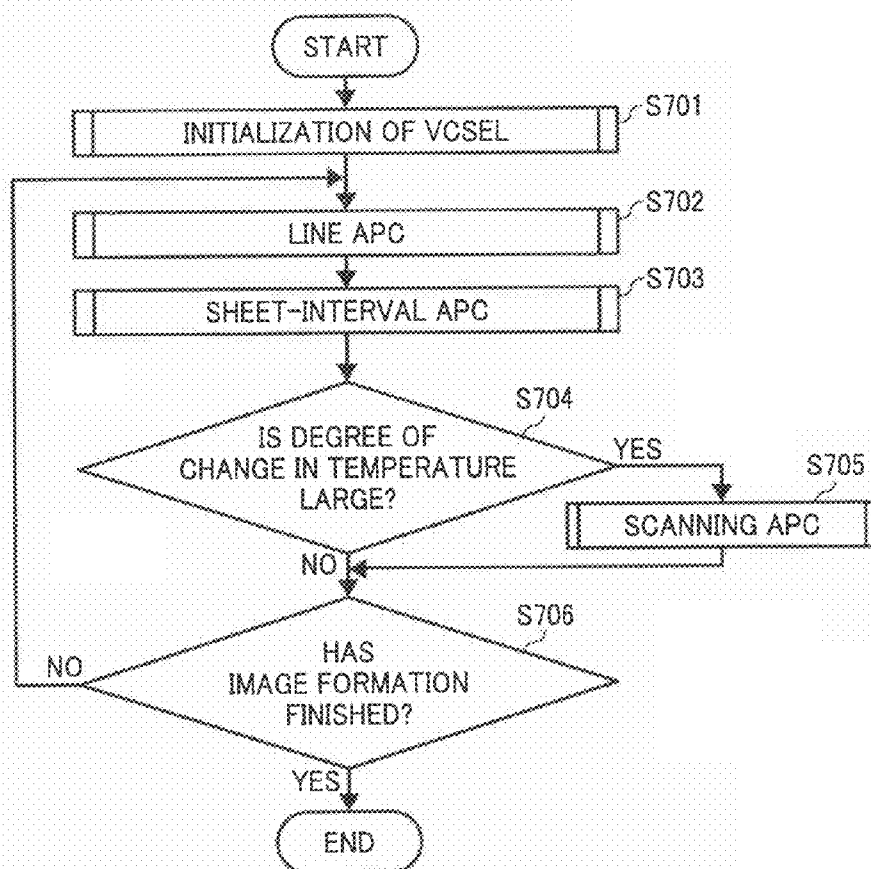 START
INITIALIZATION OF VCSEL
S701
LINE APC
S702
SHEET-INTERVAL APC
S703
IS DEGREE OF
CHANGE IN TEMPERATURE
LARGE?
S704
YES
SCANNING APC
S705
NO
HAS
IMAGE FORMATION
FINISHED?
S706
NO
YES
END